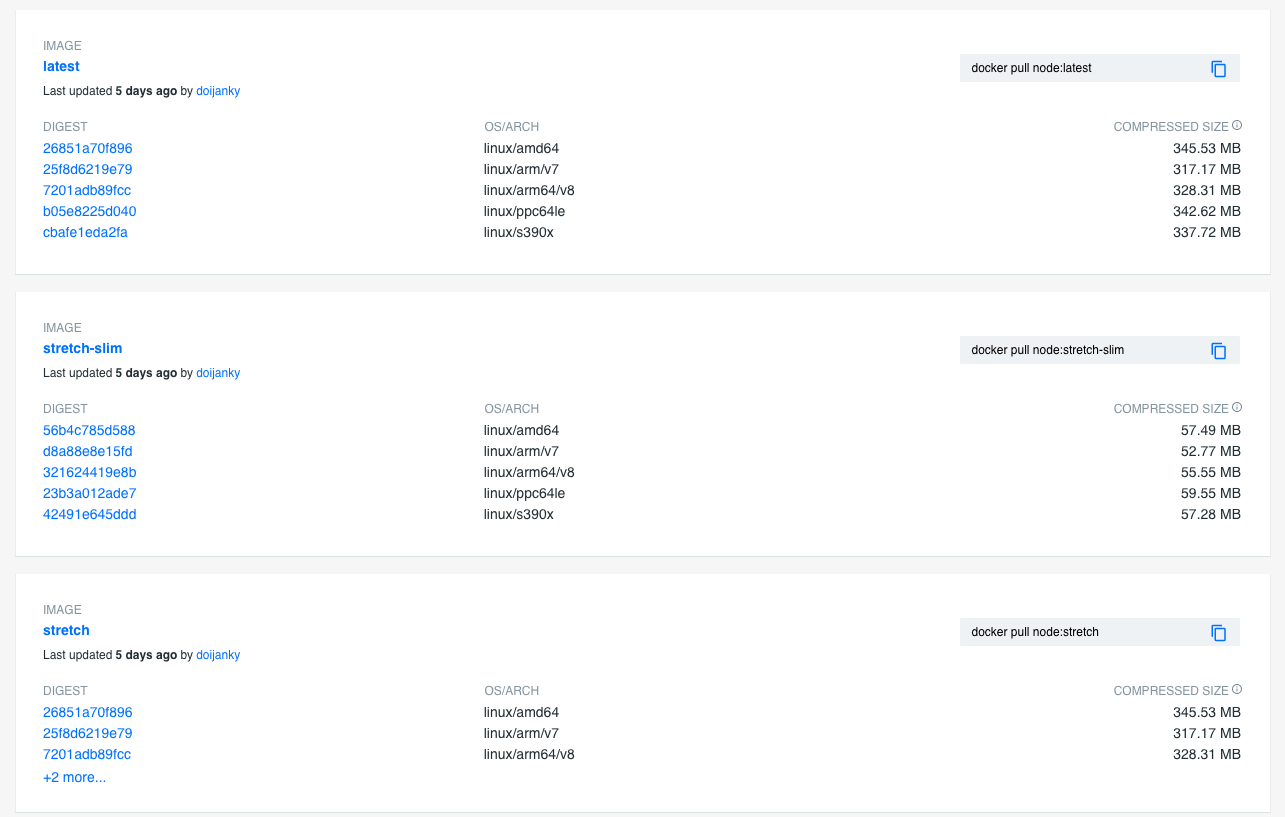 IMAGE
latest
docker pull node:latest
Last updated 5 days ago by doijanky
DIGEST OS/ARCH COMPRESSED SIZE
26851a70f896 linux/amd64 345.53 MB
25f8d6219e79 linux/arm/v7 317.17 MB
7201adb89fcc linux/arm64/v8 328.31 MB
b05e8225d040 linux/ppc64le 342.62 MB
cbafe1eda2fa linux/s390x 337.72 MB
IMAGE
stretch-slim
docker pull node:stretch-slim
Last updated 5 days ago by doijanky
DIGEST OS/ARCH COMPRESSED SIZE
56b4c785d588 linux/amd64 57.49 MB
d8a88e8e15fd linux/arm/v7 52.77 MB
321624419e8b linux/arm64/v8 55.55 MB
23b3a012ade7 linux/ppc64le 59.55 MB
42491e645ddd linux/s390x 57.28 MB
IMAGE
stretch
docker pull node:stretch
Last updated 5 days ago by doijanky
DIGEST OS/ARCH COMPRESSED SIZE
26851a70f896 linux/amd64 345.53 MB
25f8d6219e79 linux/arm/v7 317.17 MB
7201adb89fcc linux/arm64/v8 328.31 MB
+2 more...